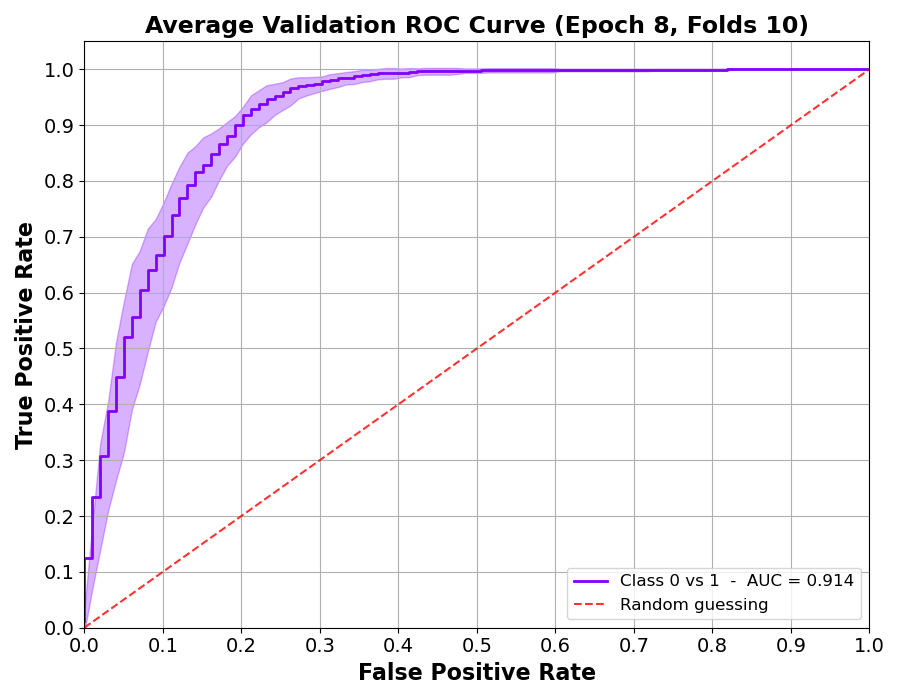 Average Validation ROC Curve (Epoch 8, Folds 10)
True Positive Rate
1.0
0.9
0.8
0.7
0.6
0.5
0.4
0.3
0.2
0.1
0.0
Class 0 vs 1 - AUC = 0.914
Random guessing
0.0 0.1 0.2 0.3 0.4 0.5 0.6 0.7 0.8 0.9 1.0
False Positive Rate